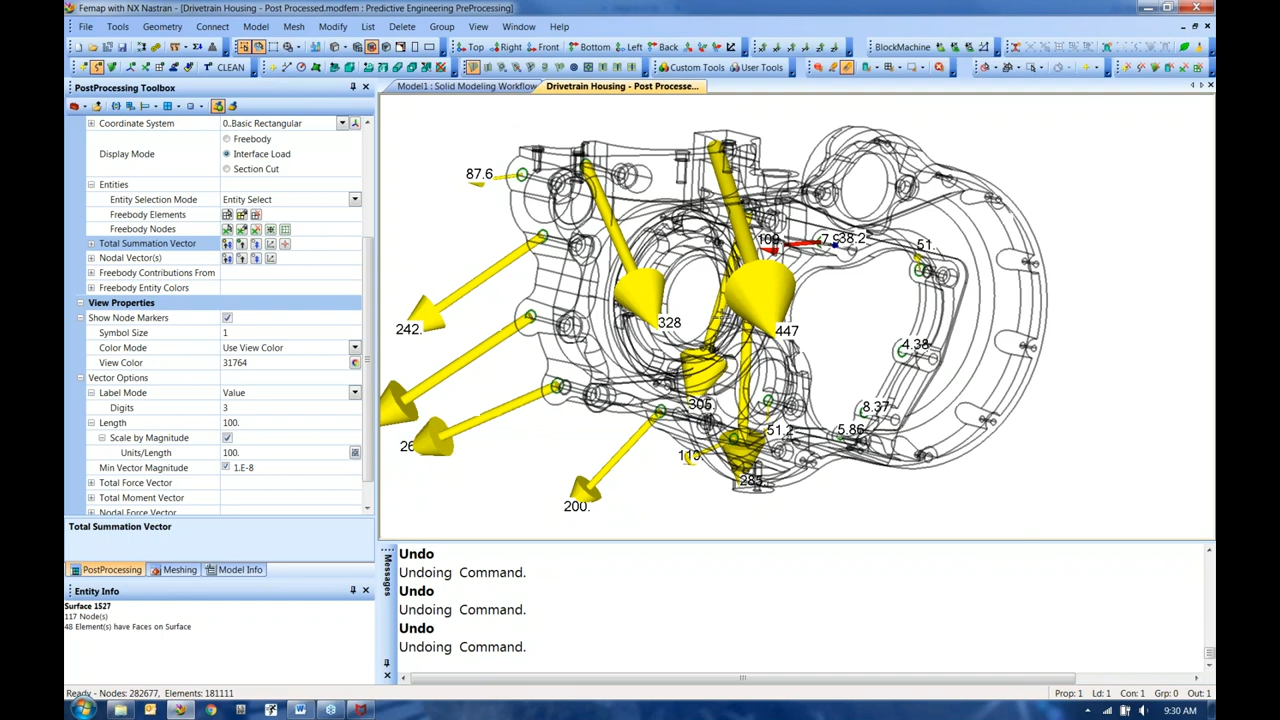 Femap with NX Nastran - [Drivetrain Housing - Post Processed.modfem : Predictive Engineering PreProcessing]
File Tools Geometry Connect Model Mesh Modify List Delete Group View Window Help
Top Right Front Bottom Left Back BlockMachine
CLEAN Custom Tools User Tools
PostProcessing Toolbox
Model1 : Solid Modeling Workflow Drivetrain Housing - Post Processe...
Coordinate System 0..Basic Rectangular
Freebody
Display Mode Interface Load
Section Cut
Entities
Entity Selection Mode Entity Select
Freebody Elements
Freebody Nodes
Total Summation Vector
Nodal Vector(s)
Freebody Contributions From
Freebody Entity Colors
View Properties
Show Node Markers
Symbol Size 1
Color Mode Use View Color
View Color 31764
Vector Options
Label Mode Value
Digits 3
Length 100.
Scale by Magnitude
Units/Length 100.
Min Vector Magnitude 1.E-8
Total Force Vector
Total Moment Vector
Nodal Force Vector
Total Summation Vector
PostProcessing Meshing Model Info
Entity Info
Surface 1527
117 Node(s)
48 Element(s) have Faces on Surface
87.6
38.2
51.
242.
328
447
4.38
305.
8.37
26
51.2
5.86
110
200.
Messages
Undo
Undoing Command.
Undo
Undoing Command.
Undo
Undoing Command.
Ready - Nodes: 282677, Elements: 181111
Prop: 1 Ld: 1 Con: 1 Grp: 0 Out: 1
9:30 AM